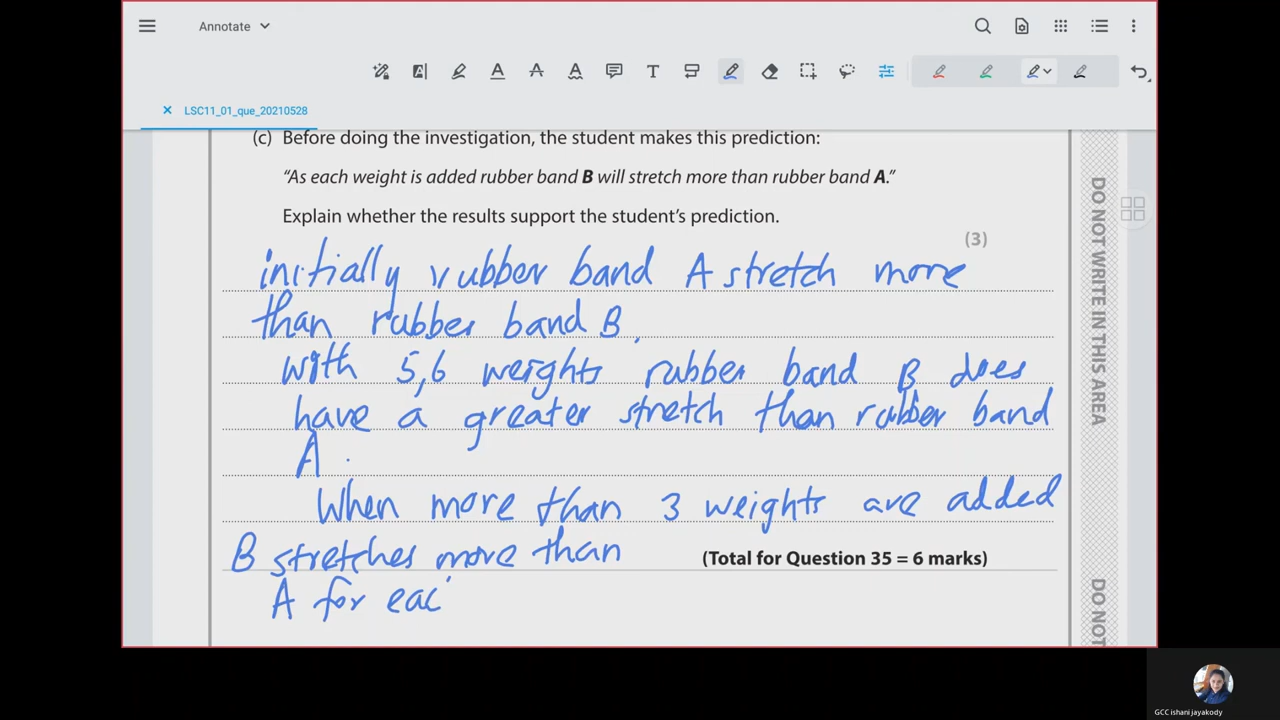 Annotate
LSC11_01_que_20210528
(c) Before doing the investigation, the student makes this prediction:
“As each weight is added rubber band B will stretch more than rubber band A.”
Explain whether the results support the student’s prediction.
(3)
initially rubber band A stretch more
than rubber band B.
with 5,6 weights rubber band B does
have a greater stretch than rubber band
A.
When more than 3 weights are added
B stretches more than
(Total for Question 35 = 6 marks)
A for eac
DO NOT WRITE IN THIS AREA
DO NOT
GCC ishani jayakody